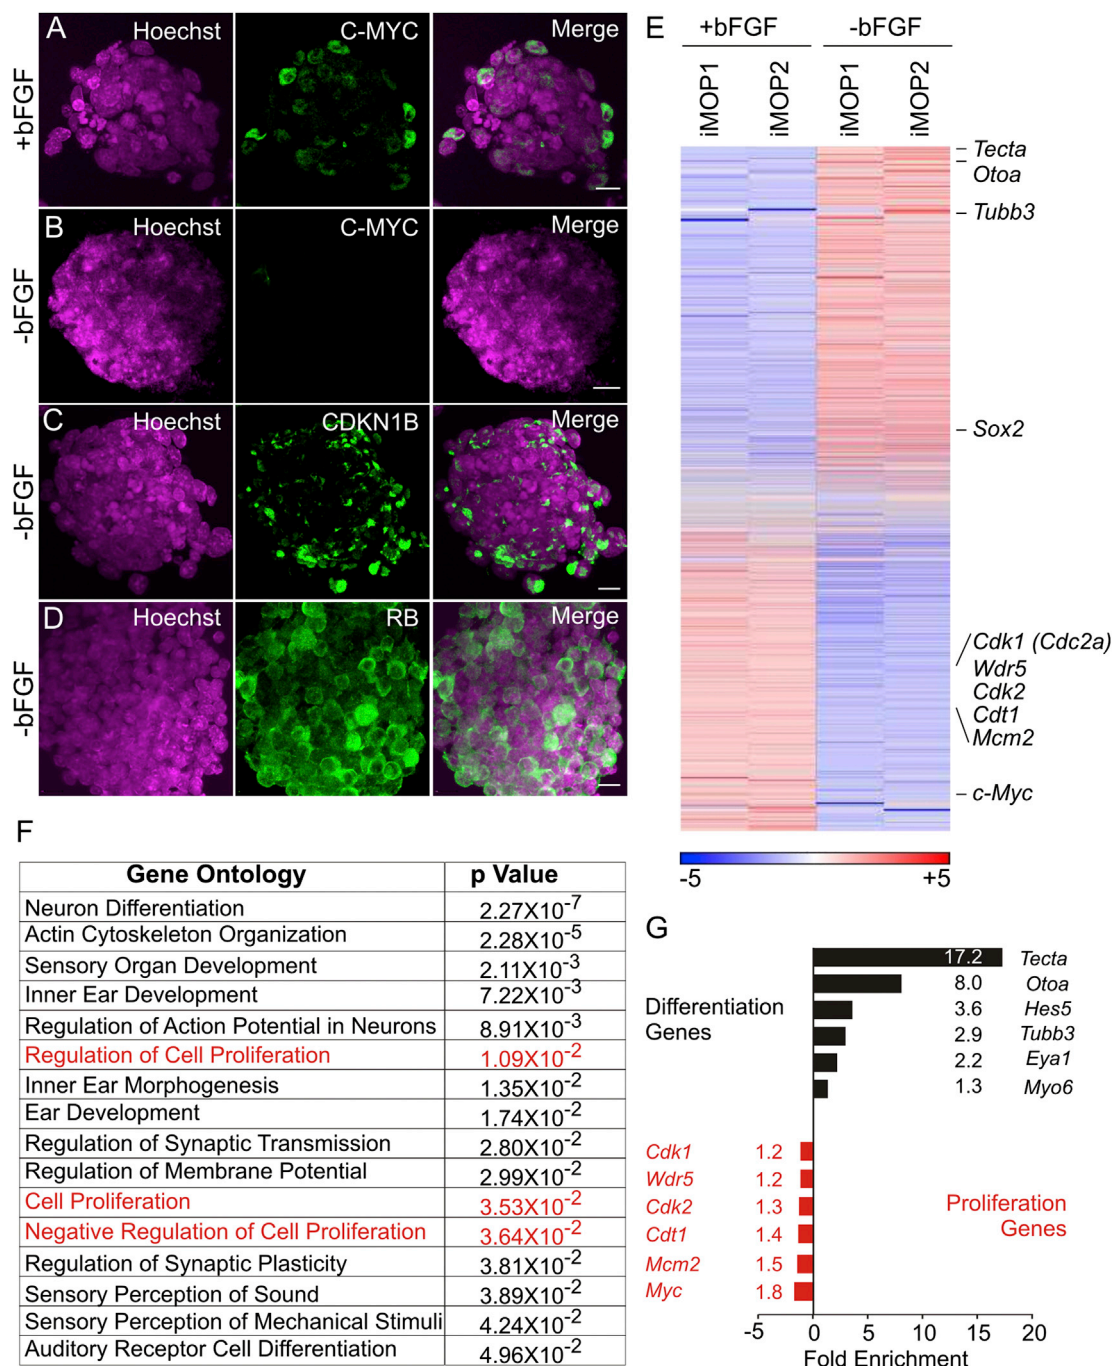 A
Hoechst
C-MYC
Merge
+bFGF
B
Hoechst
C-MYC
Merge
-bFGF
C
Hoechst
CDKN1B
Merge
-bFGF
D
Hoechst
RB
Merge
-bFGF
E
+bFGF
-bFGF
iMOP1
iMOP2
iMOP1
iMOP2
Tecta
Otoa
Tubb3
Sox2
Cdk1 (Cdc2a)
Wdr5
Cdk2
Cdt1
Mcm2
c-Myc
-5
+5
F
Gene Ontology p Value
Neuron Differentiation 2.27X10-7
Actin Cytoskeleton Organization 2.28X10-5
Sensory Organ Development 2.11X10-3
Inner Ear Development 7.22X10-3
Regulation of Action Potential in Neurons 8.91X10-3
Regulation of Cell Proliferation 1.09X10-2
Inner Ear Morphogenesis 1.35X10-2
Ear Development 1.74X10-2
Regulation of Synaptic Transmission 2.80X10-2
Regulation of Membrane Potential 2.99X10-2
Cell Proliferation 3.53X10-2
Negative Regulation of Cell Proliferation 3.64X10-2
Regulation of Synaptic Plasticity 3.81X10-2
Sensory Perception of Sound 3.89X10-2
Sensory Perception of Mechanical Stimuli 4.24X10-2
Auditory Receptor Cell Differentiation 4.96X10-2
G
Differentiation
Genes
17.2 Tecta
8.0 Otoa
3.6 Hes5
2.9 Tubb3
2.2 Eya1
1.3 Myo6
Cdk1 1.2
Wdr5 1.2
Cdk2 1.3
Cdt1 1.4
Mcm2 1.5
Myc 1.8
Proliferation
Genes
-5 0 5 10 15 20
Fold Enrichment